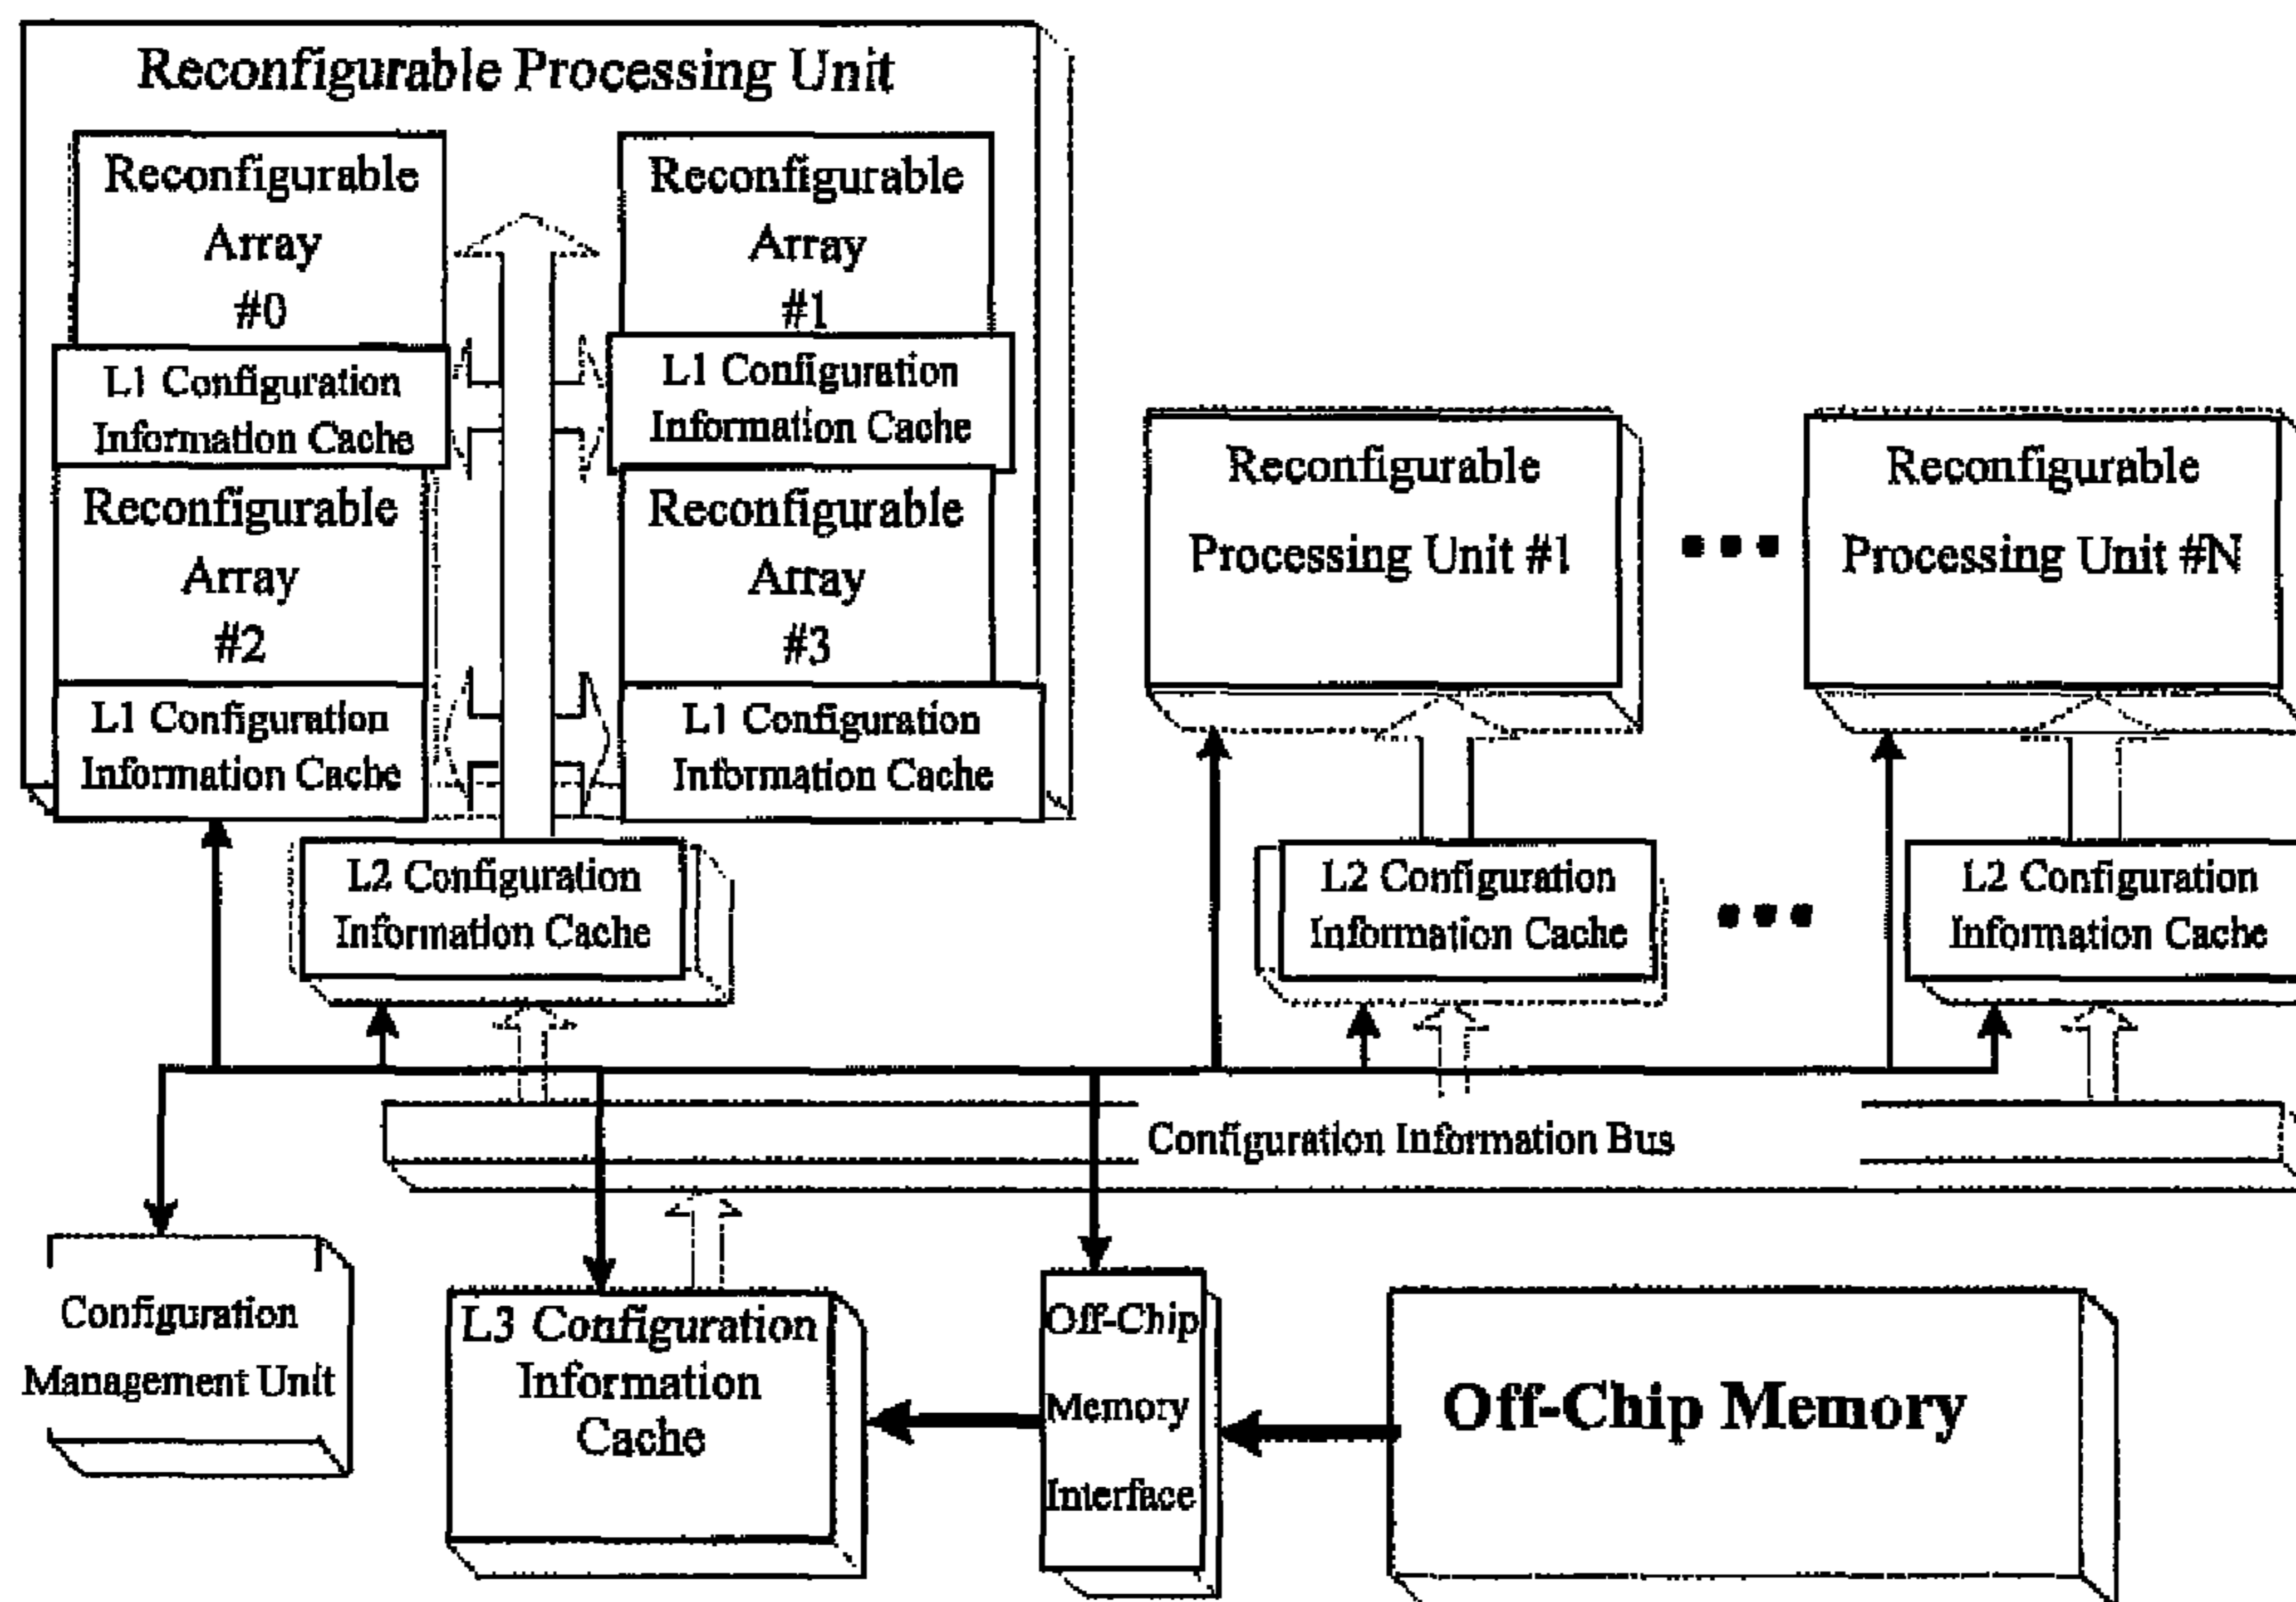 Reconfigurable Processing Unit
Reconfigurable
Array
#0
L1 Configuration
Information Cache
Reconfigurable
Array
#1
L1 Configuration
Information Cache
Reconfigurable
Array
#2
L1 Configuration
Information Cache
Reconfigurable
Array
#3
L1 Configuration
Information Cache
Reconfigurable
Processing Unit #1
Reconfigurable
Processing Unit #N
L2 Configuration
Information Cache
L2 Configuration
Information Cache
L2 Configuration
Information Cache
Configuration Information Bus
Configuration
Management Unit
L3 Configuration
Information
Cache
Off-Chip
Memory
Interface
Off-Chip Memory